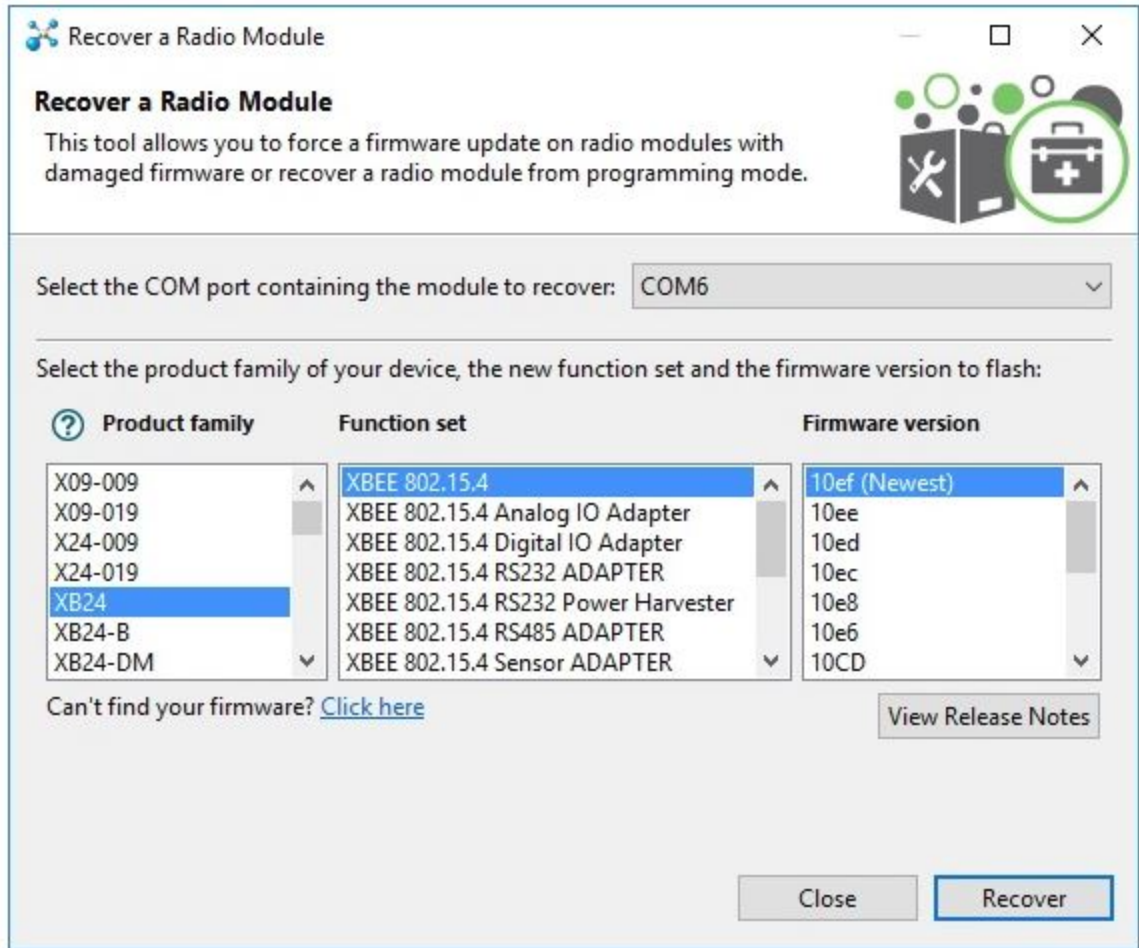 Recover a Radio Module
Recover a Radio Module
This tool allows you to force a firmware update on radio modules with
damaged firmware or recover a radio module from programming mode.
Select the COM port containing the module to recover: COM6
Select the product family of your device, the new function set and the firmware version to flash:
? Product family Function set Firmware version
X09-009 XBEE 802.15.4 10ef (Newest)
X09-019 XBEE 802.15.4 Analog IO Adapter 10ee
X24-009 XBEE 802.15.4 Digital IO Adapter 10ed
X24-019 XBEE 802.15.4 RS232 ADAPTER 10ec
XB24 XBEE 802.15.4 RS232 Power Harvester 10e8
XB24-B XBEE 802.15.4 RS485 ADAPTER 10e6
XB24-DM XBEE 802.15.4 Sensor ADAPTER 10CD
Can't find your firmware? Click here
View Release Notes
Close Recover